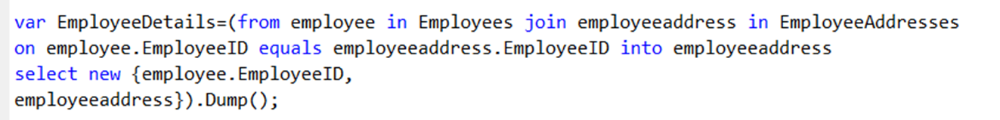 var EmployeeDetails=(from employee in Employees join employeeaddress in EmployeeAddresses
on employee.EmployeeID equals employeeaddress.EmployeeID into employeeaddress
select new {employee.EmployeeID,
employeeaddress}).Dump();